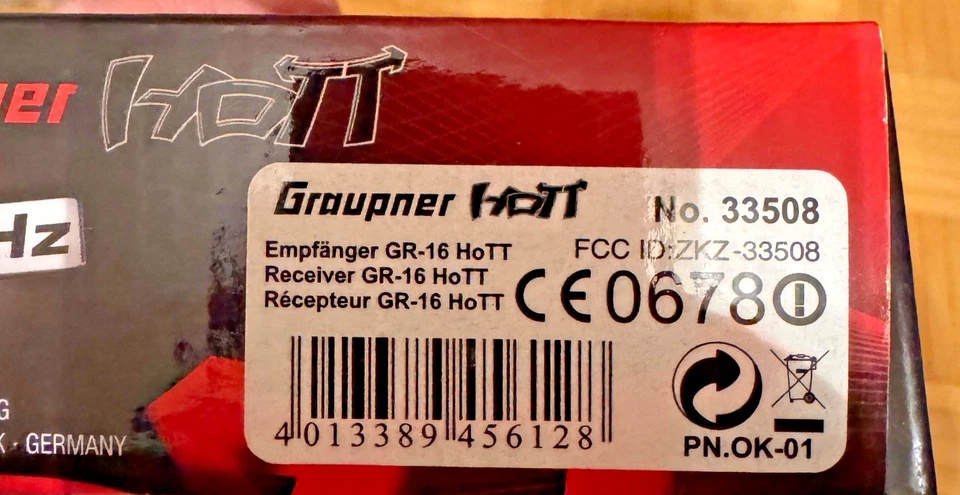 HoTT
Graupner HoTT No. 33508
Empfänger GR-16 HoTT FCC ID:ZKZ-33508
Receiver GR-16 HoTT
Récepteur GR-16 HoTT CE0678
Hz
4 013389 456128
GERMANY
PN.OK-01